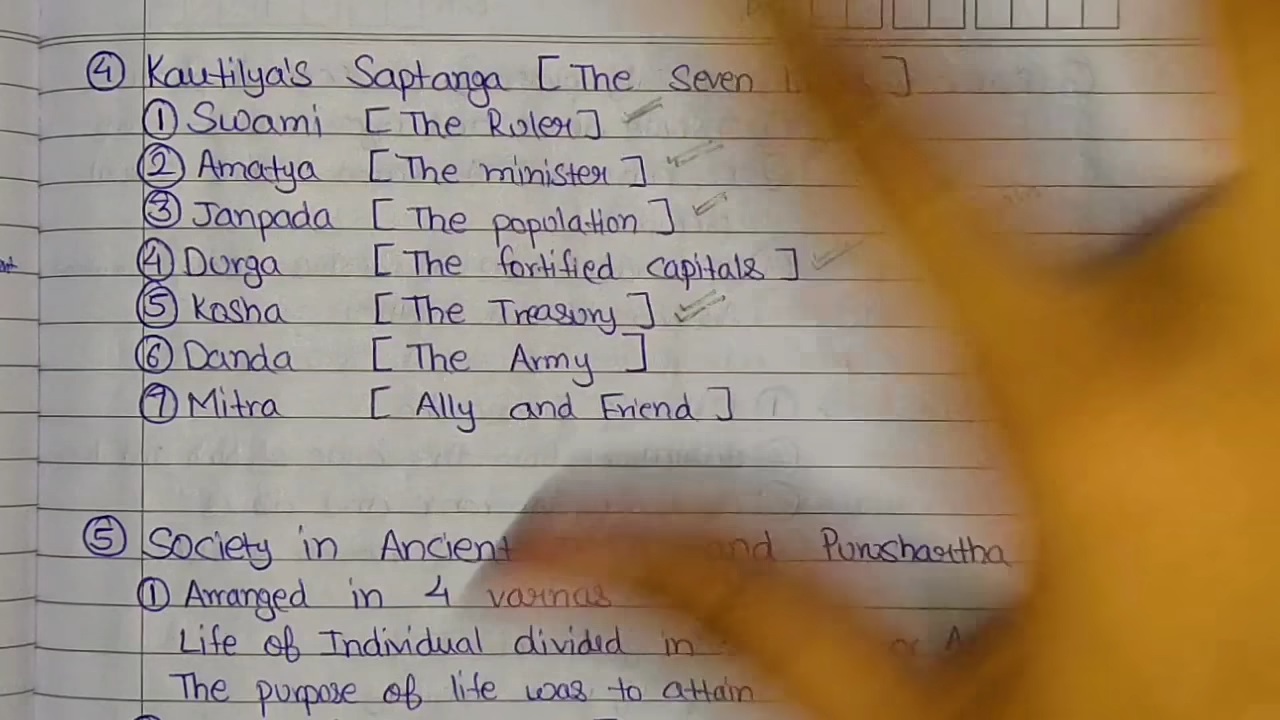 ④ Kautilya's Saptanga [ The Seven ]
① Swami [ The Ruler ]
② Amatya [ The minister ]
③ Janpada [ The population ]
④ Durga [ The fortified capitals ]
⑤ Kosha [ The Treasury ]
⑥ Danda [ The Army ]
⑦ Mitra [ Ally and Friend ]
⑤ Society in Ancient and Purushartha
① Arranged in 4 varnas
Life of Individual divided in
The purpose of life was to attain